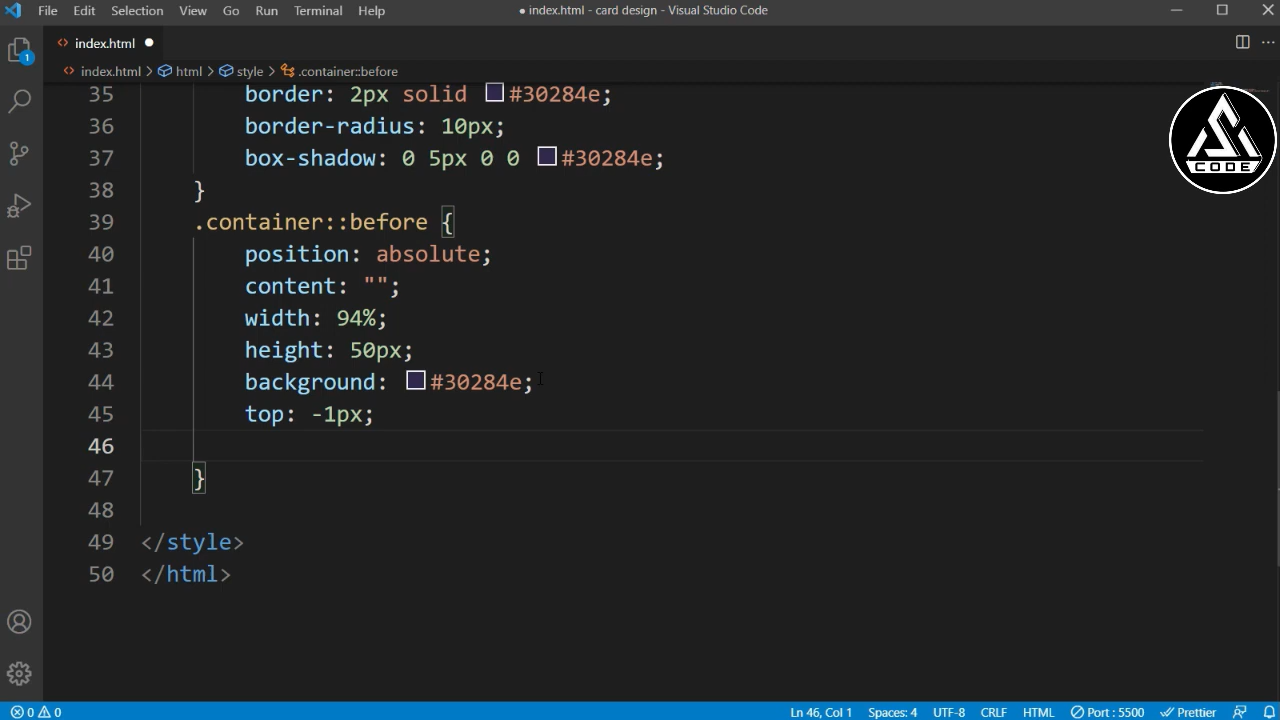 File Edit Selection View Go Run Terminal Help
● index.html - card design - Visual Studio Code
index.html ●
index.html > html > style > .container::before
1
35 border: 2px solid #30284e;
36 border-radius: 10px;
37 box-shadow: 0 5px 0 0 #30284e;
38 }
39 .container::before {
40 position: absolute;
41 content: "";
42 width: 94%;
43 height: 50px;
44 background: #30284e;
45 top: -1px;
46
47 }
48
49 </style>
50 </html>
CODE
0 0
Ln 46, Col 1 Spaces: 4 UTF-8 CRLF HTML Port : 5500 Prettier